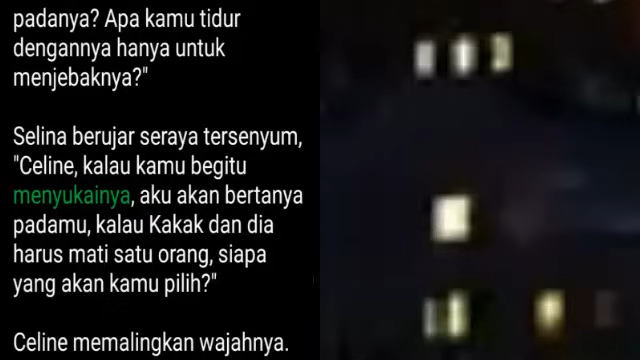 padanya? Apa kamu tidur
dengannya hanya untuk
menjebaknya?"
Selina berujar seraya tersenyum,
"Celine, kalau kamu begitu
menyukainya, aku akan bertanya
padamu, kalau Kakak dan dia
harus mati satu orang, siapa
yang akan kamu pilih?"
Celine memalingkan wajahnya.